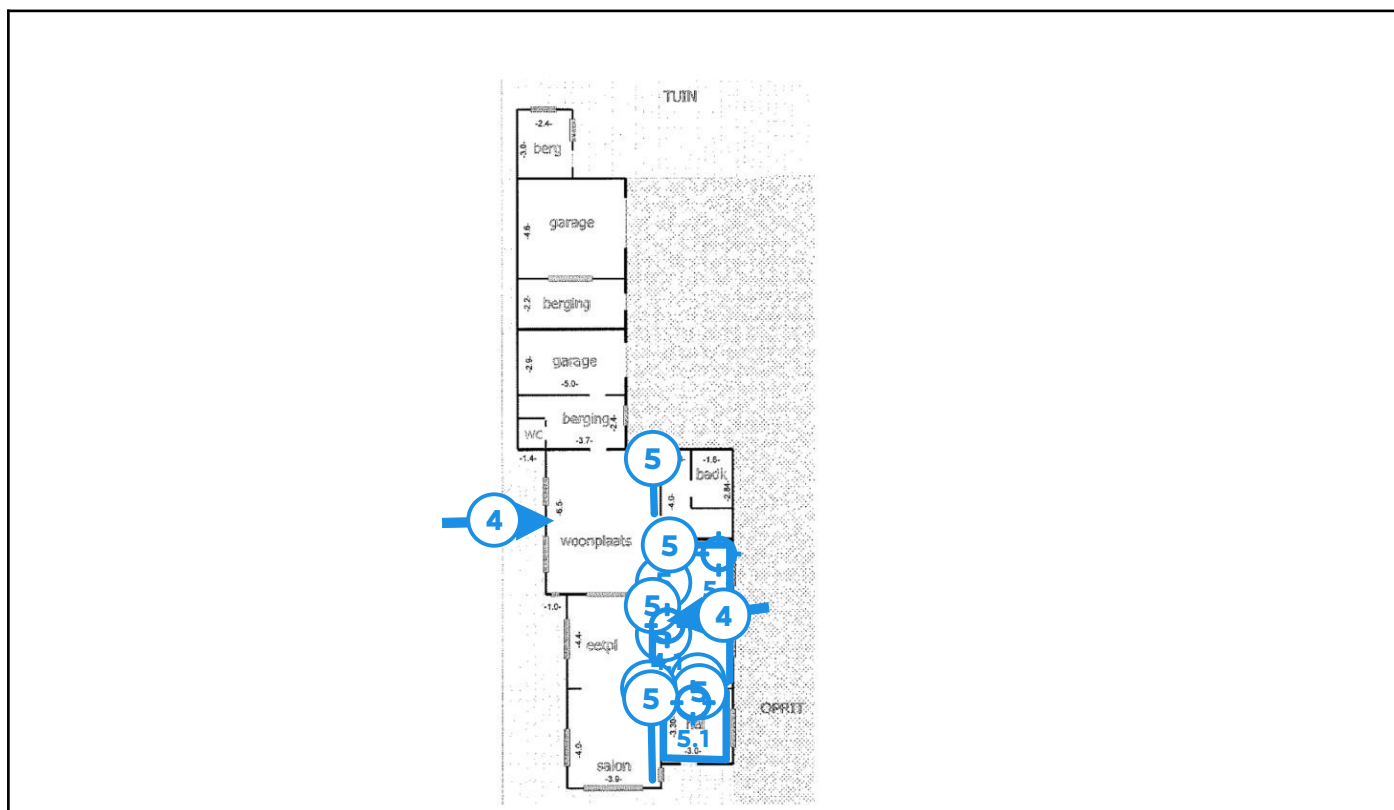 TUIN
-2.4-
-3.0-
berg
garage
-4.6-
berging
-2.2-
garage
-2.9-
-5.0-
berging
-2.4-
WC
-3.7-
-1.4-
5
-1.6-
badk
-2.84-
-4.0-
-6.5-
4
woonplaats
5
5
-1.0-
5
4
-4.4-
eetpl
5
5
OPRIT
hal
-3.30-
5.1
-3.0-
-4.0-
salon
-3.9-